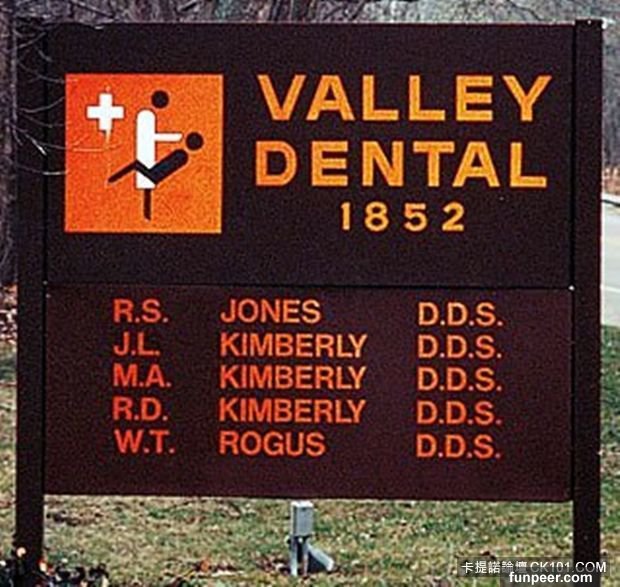 VALLEY
DENTAL
1852
R.S. JONES D.D.S.
J.L. KIMBERLY D.D.S.
M.A. KIMBERLY D.D.S.
R.D. KIMBERLY D.D.S.
W.T. ROGUS D.D.S.
卡提諾論壇 CK101.COM
funpeer.com